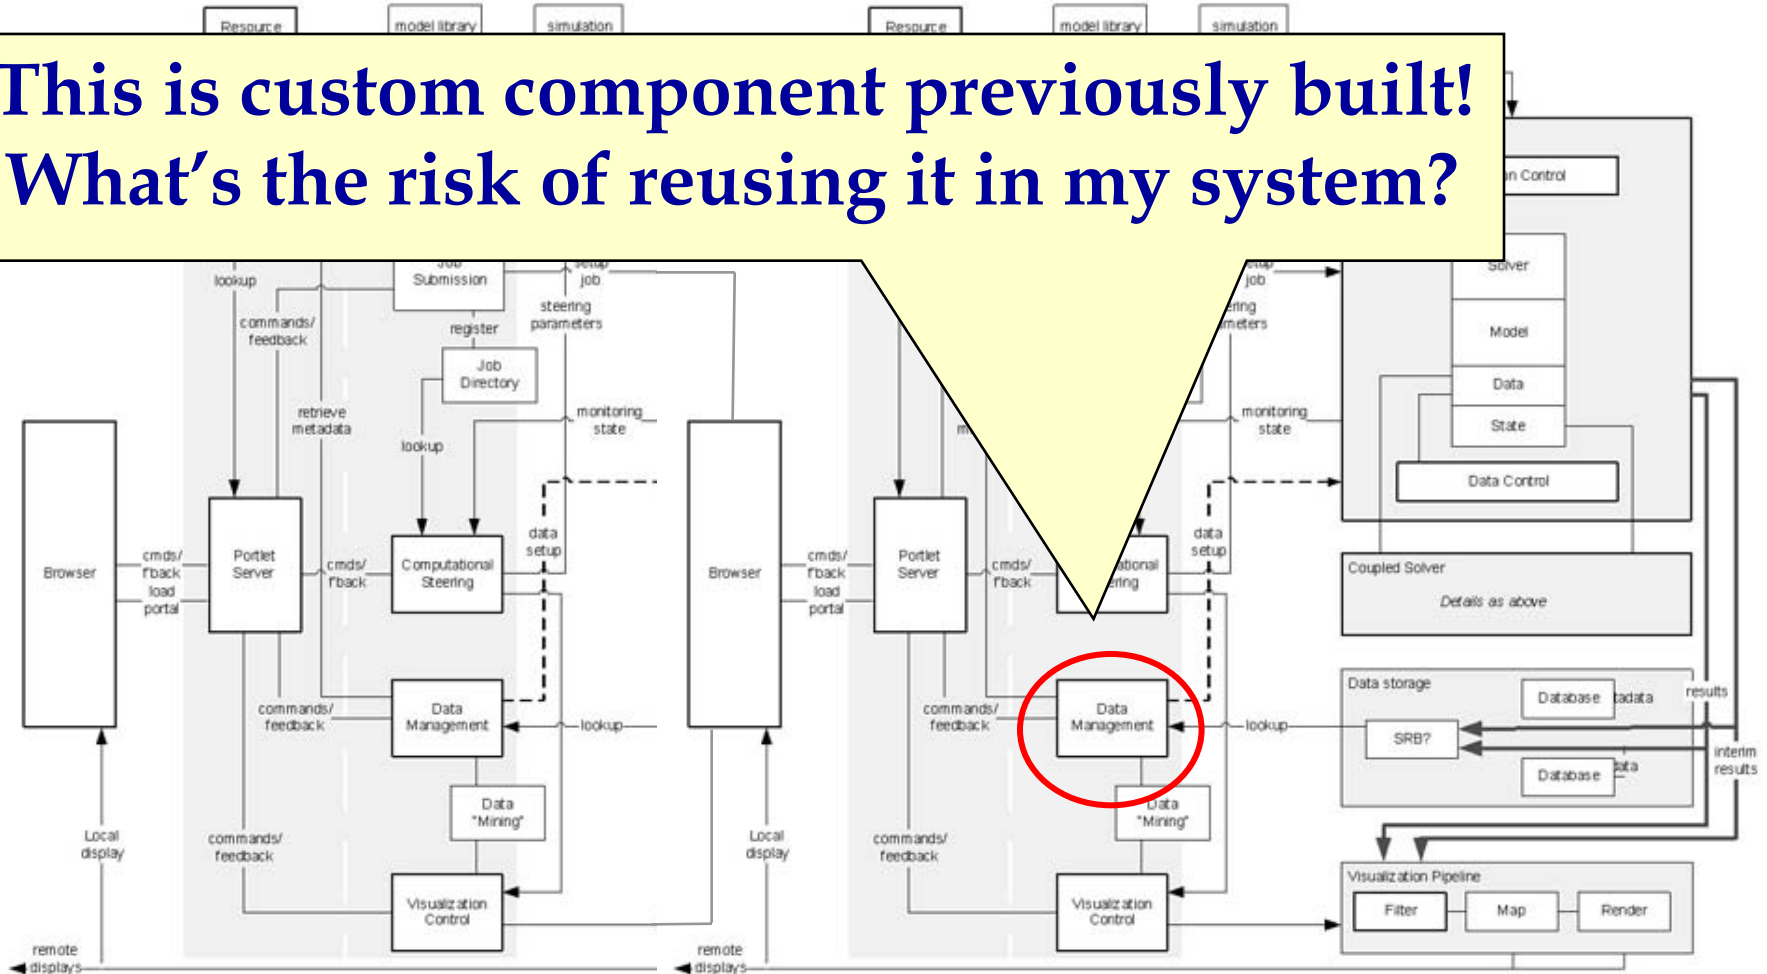 Resource
model library
simulation
Resource
model library
simulation
This is custom component previously built!
What's the risk of reusing it in my system?
n Control
lookup
Job
Submission
setup
job
steering
parameters
commands/
feedback
register
Job
Directory
retrieve
metadata
lookup
monitoring
state
Browser
cmds/
f'back
load
portal
Portlet
Server
cmds/
f'back
Computational
Steering
data
setup
commands/
feedback
Data
Management
lookup
Data
"Mining"
Local
display
commands/
feedback
Visualization
Control
remote
displays
setup
job
ering
meters
m
monitoring
state
Browser
cmds/
f'back
load
portal
Portlet
Server
cmds/
f'back
ational
ering
data
setup
commands/
feedback
Data
Management
lookup
Data
"Mining"
Local
display
commands/
feedback
Visualization
Control
remote
displays
Solver
Model
Data
State
Data Control
Coupled Solver
Details as above
Data storage
Database
tadata
results
SRB?
Database
data
interim
results
Visualization Pipeline
Filter
Map
Render